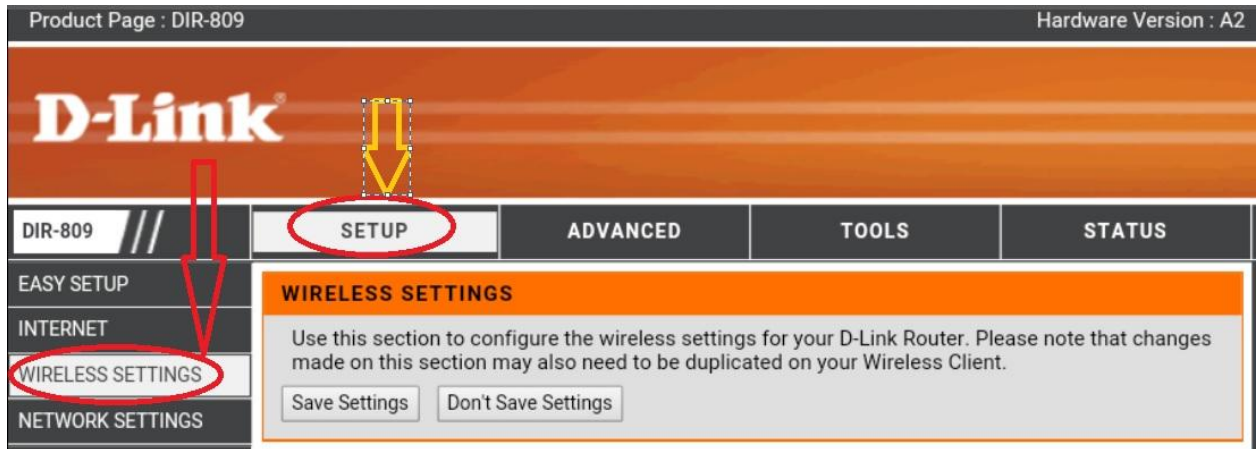 Product Page : DIR-809
Hardware Version : A2
D-Link®
DIR-809
SETUP
ADVANCED
TOOLS
STATUS
EASY SETUP
INTERNET
WIRELESS SETTINGS
NETWORK SETTINGS
WIRELESS SETTINGS
Use this section to configure the wireless settings for your D-Link Router. Please note that changes
made on this section may also need to be duplicated on your Wireless Client.
Save Settings
Don't Save Settings